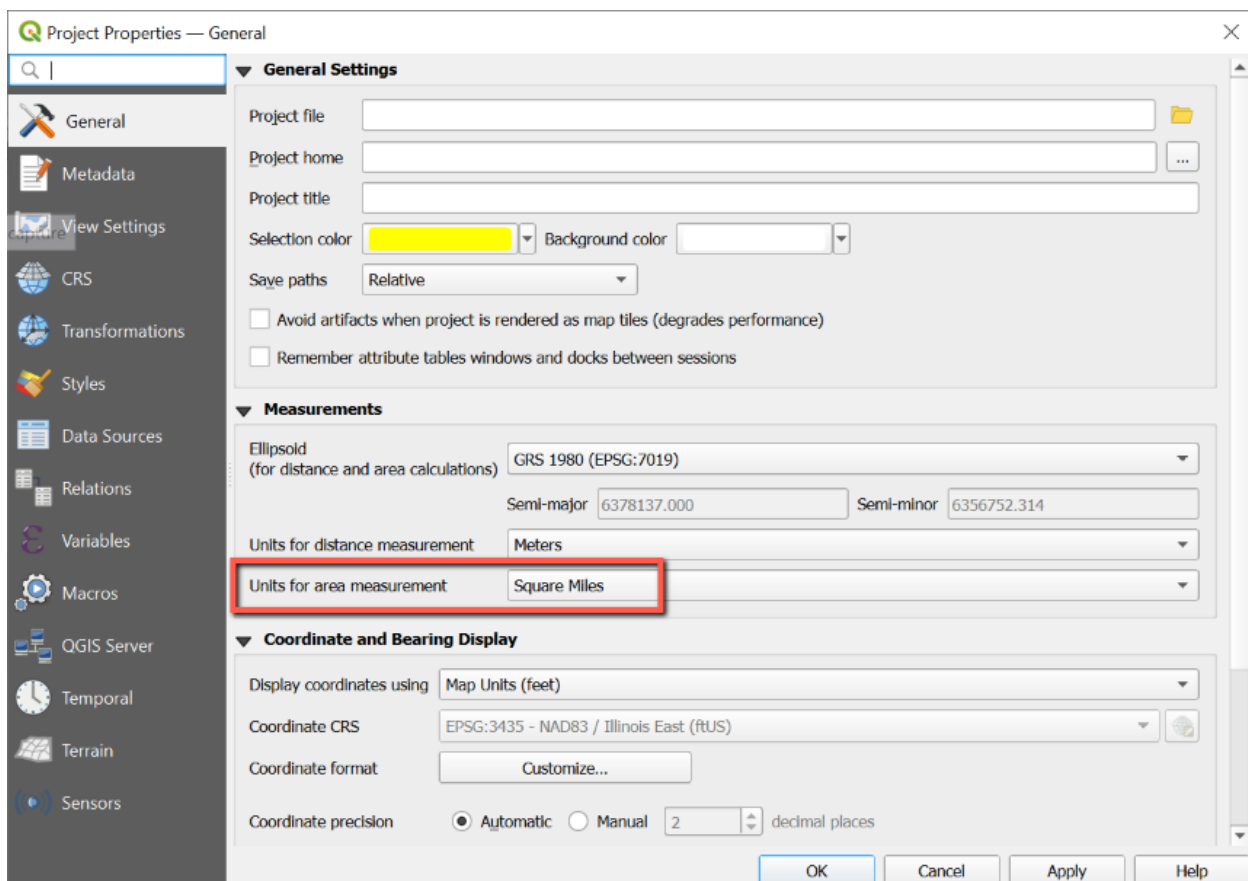 Project Properties — General
General
Metadata
capture
View Settings
CRS
Transformations
Styles
Data Sources
Relations
Variables
Macros
QGIS Server
Temporal
Terrain
Sensors
General Settings
Project file
Project home
...
Project title
Selection color Background color
Save paths Relative
Avoid artifacts when project is rendered as map tiles (degrades performance)
Remember attribute tables windows and docks between sessions
Measurements
Ellipsoid
(for distance and area calculations) GRS 1980 (EPSG:7019)
Semi-major 6378137.000 Semi-minor 6356752.314
Units for distance measurement Meters
Units for area measurement Square Miles
Coordinate and Bearing Display
Display coordinates using Map Units (feet)
Coordinate CRS EPSG:3435 - NAD83 / Illinois East (ftUS)
Coordinate format Customize...
Coordinate precision Automatic Manual 2 decimal places
OK Cancel Apply Help